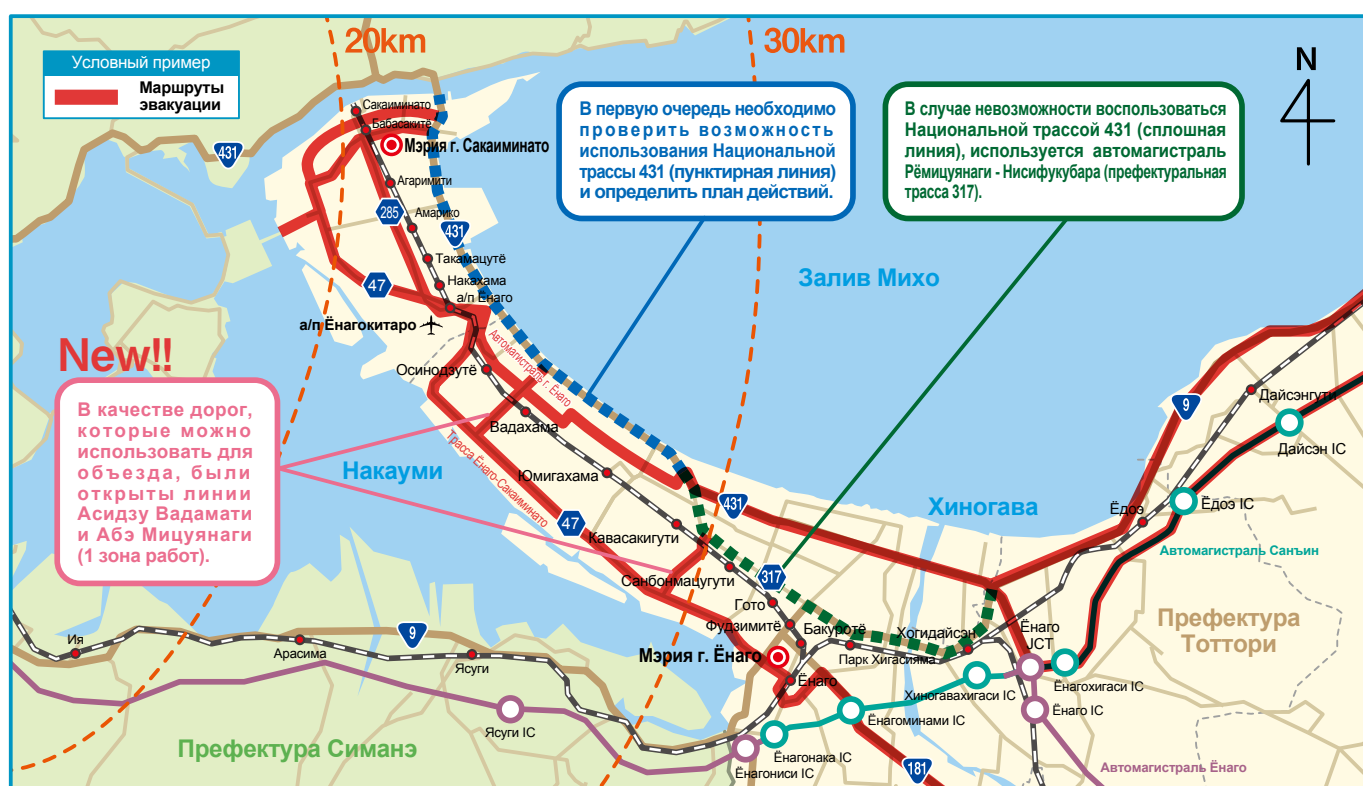 20km
30km
N
Условный пример
Маршруты
эвакуации
В первую очередь необходимо
проверить возможность
использования Национальной
трассы 431 (пунктирная линия)
и определить план действий.
В случае невозможности воспользоваться
Национальной трассой 431 (сплошная
линия), используется автомагистраль
Рёмицуянаги - Нисифукубара (префектуральная
трасса 317).
Сакаиминато
Бабасаките
Мэрия г. Сакаиминато
431
Агаримити
285
Амарико
431
Такамацутё
Накахама
47
а/п Ёнаго
а/п Ёнагокитаро
Залив Михо
New!!
В качестве дорог,
которые можно
использовать для
объезда, были
открыты линии
Асидзу Вадамати
и Абэ Мицуянаги
(1 зона работ).
Осинодзутё
Автомагистраль г. Ёнаго
Вадахама
Трасса Ёнаго-Сакаиминато
Накауми
Юмигахама
47
431
Кавасакигути
Санбонмацугути
317
Гото
Фудзимитё
Бакуротё
Мэрия г. Ёнаго
Ёнаго
Парк Хигасияма
Хогидайсэн
Хиногава
9
Дайсэнгути
Дайсэн IC
Ёдоэ
Ёдоэ IC
Автомагистраль Санъин
Префектура
Тоттори
Ёнаго
JCT
Ёнагохигаси IC
Хиногавахигаси IC
Ёнаго IC
Ёнагоминами IC
Ёнагонака IC
Ёнагониси IC
181
Автомагистраль Ёнаго
Ия
Арасима
9
Ясуги
Ясуги IC
Префектура Симанэ